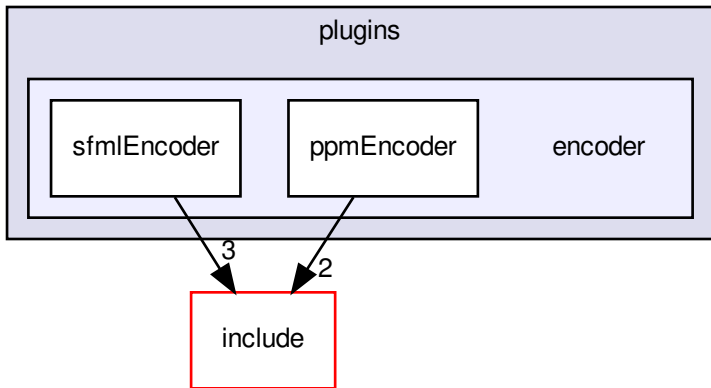 plugins
sfmlEncoder
ppmEncoder
encoder
3
2
include